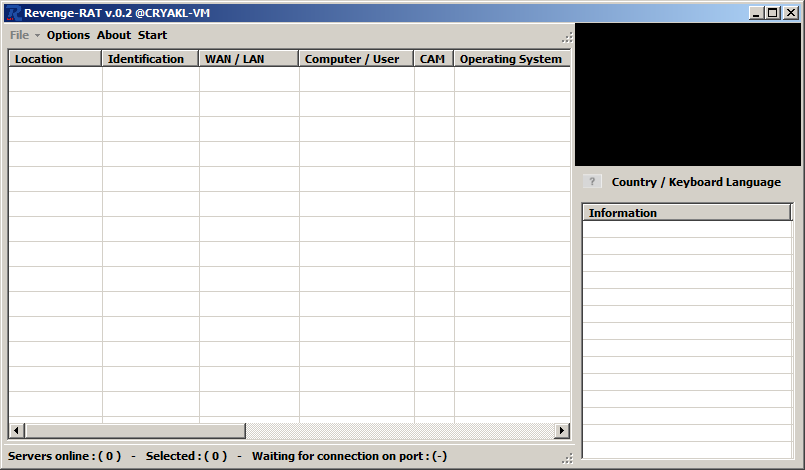 Revenge-RAT v.0.2 @CRYAKL-VM
File Options About Start
Location Identification WAN / LAN Computer / User CAM Operating System
? Country / Keyboard Language
Information
Servers online : ( 0 ) - Selected : ( 0 ) - Waiting for connection on port : (-)